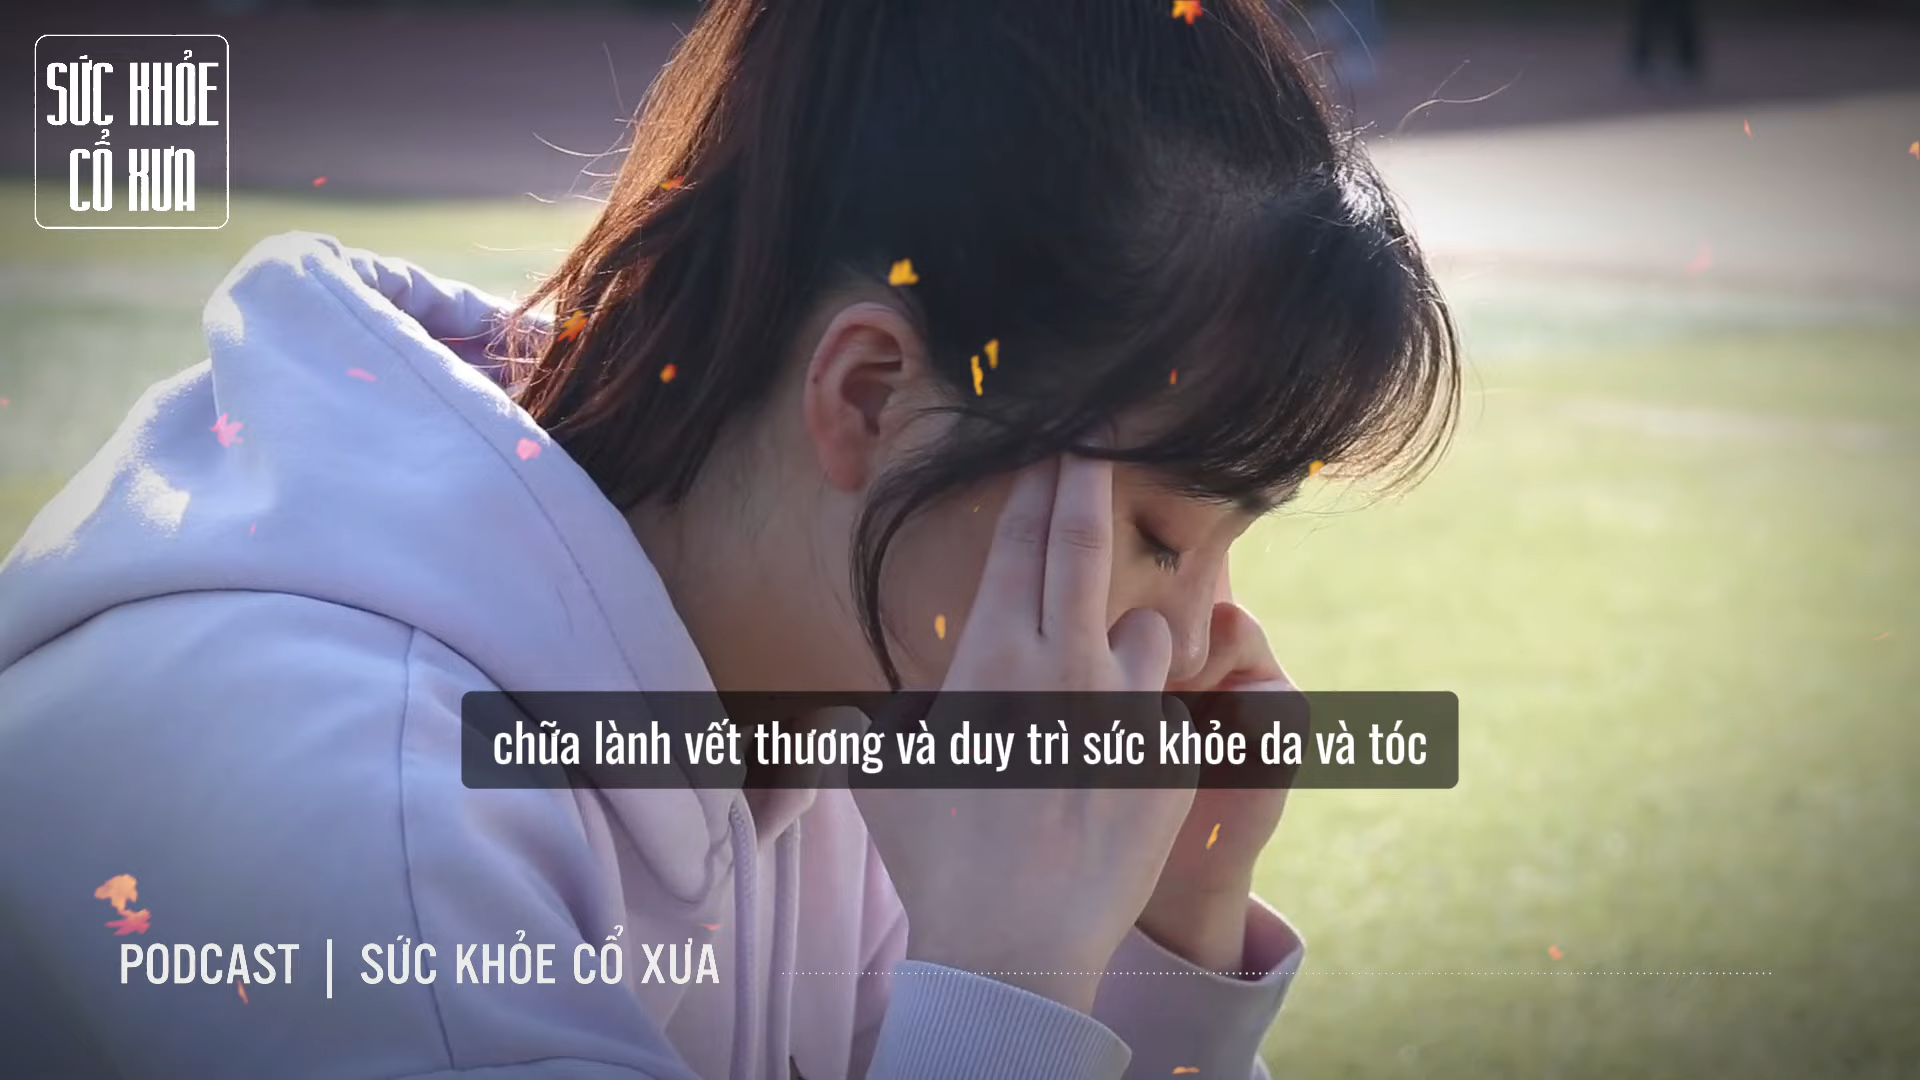 SỨC KHỎE
CỔ XƯA
chữa lành vết thương và duy trì sức khỏe da và tóc
PODCAST | SỨC KHỎE CỔ XƯA